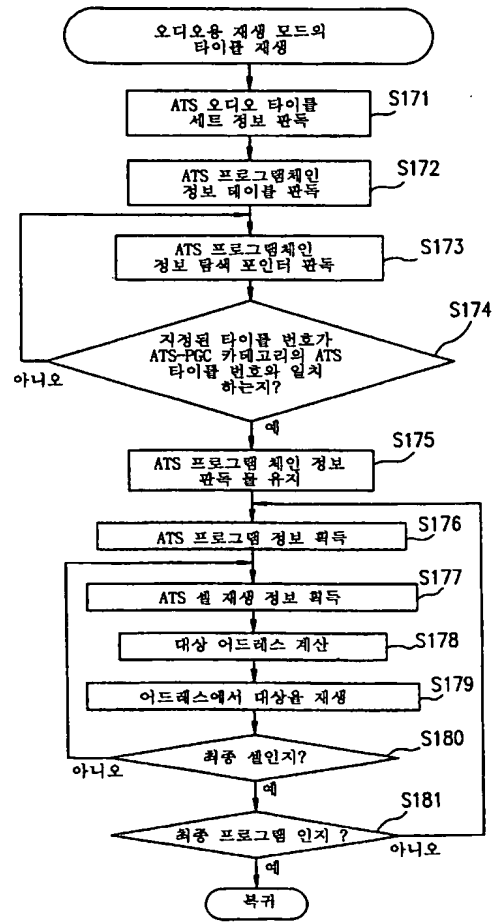 오디오용 재생 모드의
타이틀 재생
S171
ATS 오디오 타이틀
세트 정보 판독
S172
ATS 프로그램체인
정보 테이블 판독
S173
ATS 프로그램체인
정보 탐색 포인터 판독
S174
지정된 타이틀 번호가
ATS-PGC 카테고리의 ATS
타이틀 번호와 일치
하는지?
아니오
예
S175
ATS 프로그램 체인 정보
판독 물 유지
S176
ATS 프로그램 정보 획득
S177
ATS 셀 재생 정보 획득
S178
대상 어드레스 계산
S179
어드레스에서 대상을 재생
S180
최종 셀인지?
아니오
예
S181
최종 프로그램 인지 ?
아니오
예
복귀